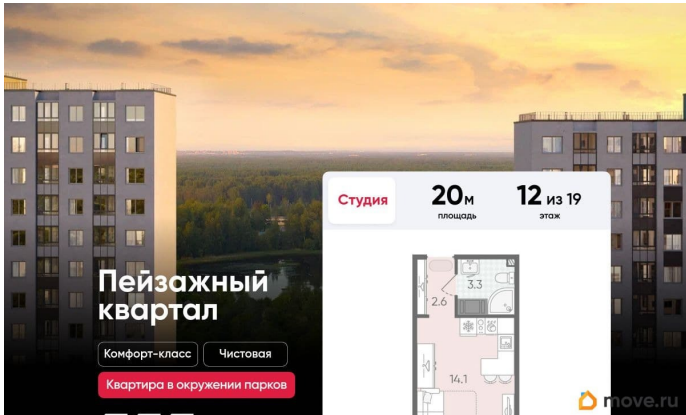 Студия
20м
площадь
12 из 19
этаж
Пейзажный
квартал
3.3
2.6
14.1
Комфорт-класс
Чистовая
Квартира в окружении парков
move.ru